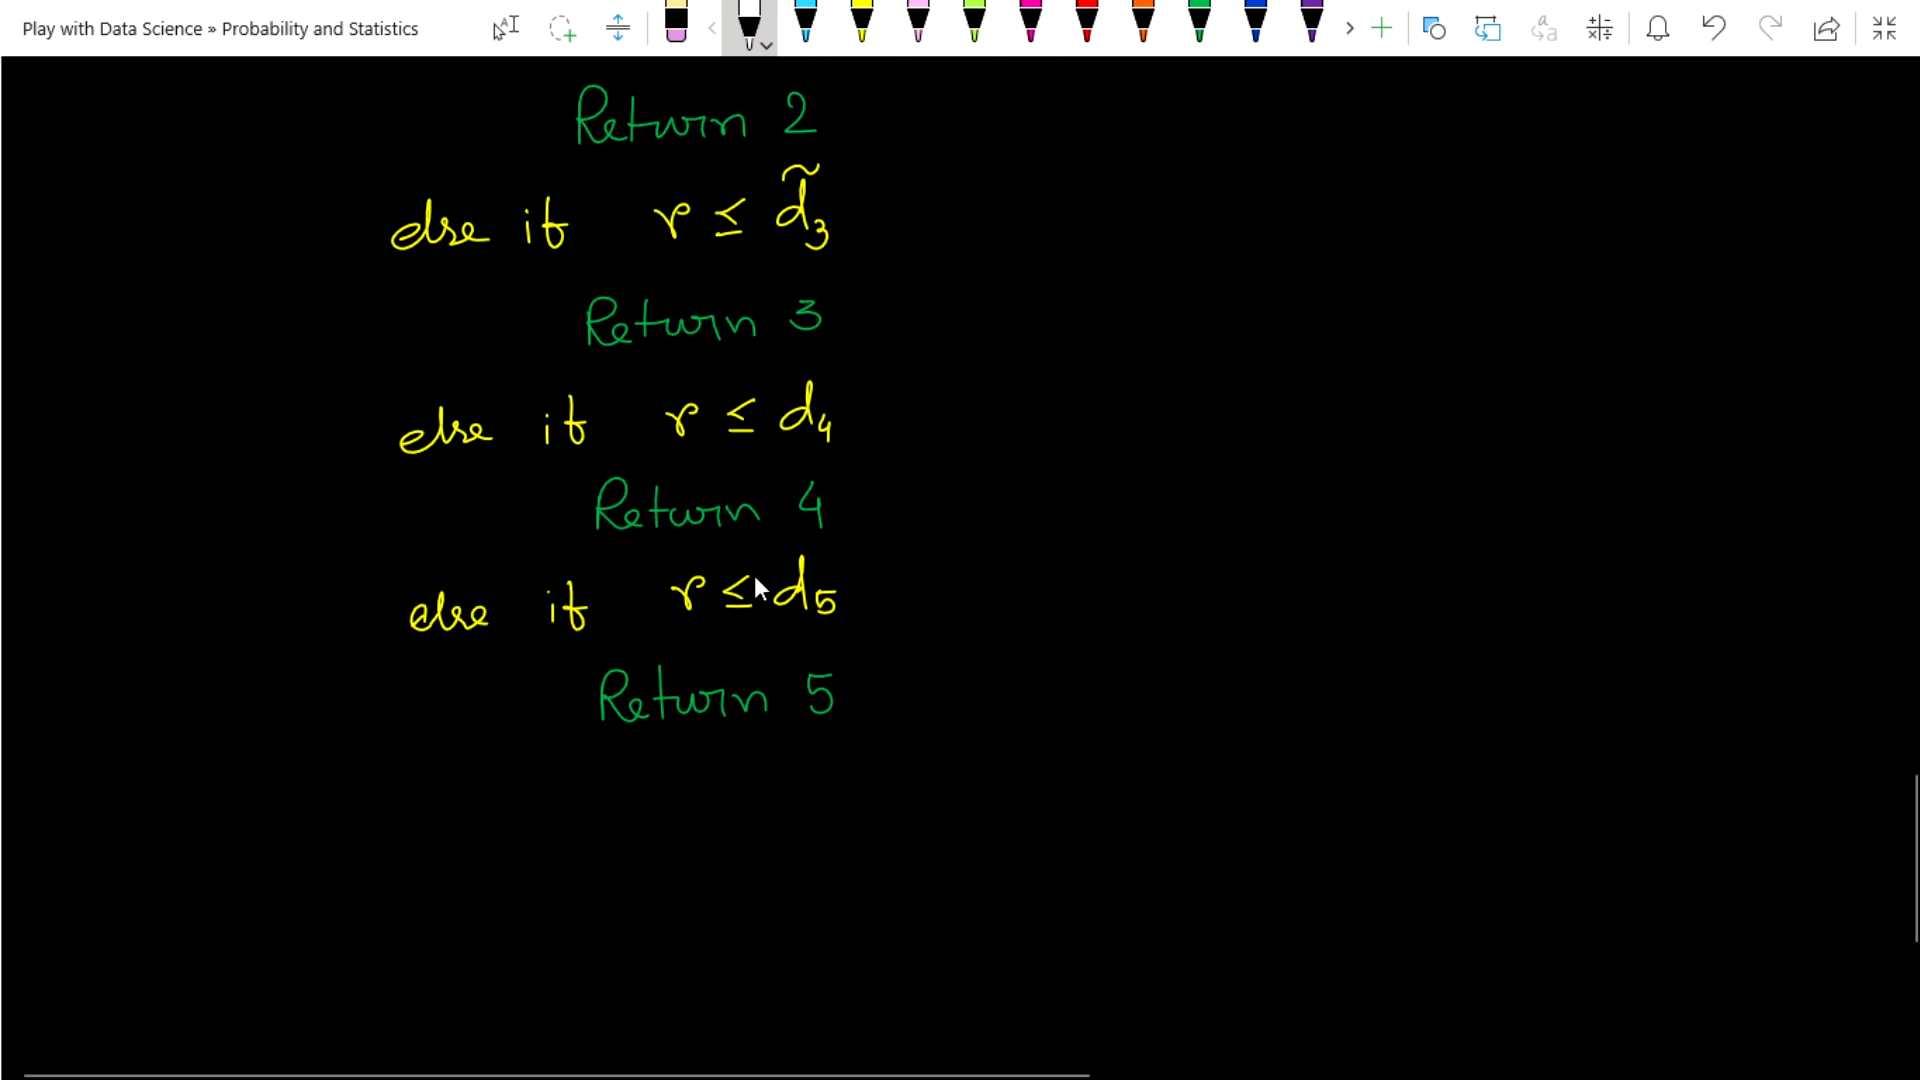 Play with Data Science » Probability and Statistics
Return 2
else if r ≤ d̃₃
Return 3
else if r ≤ d₄
Return 4
else if r ≤ d₅
Return 5